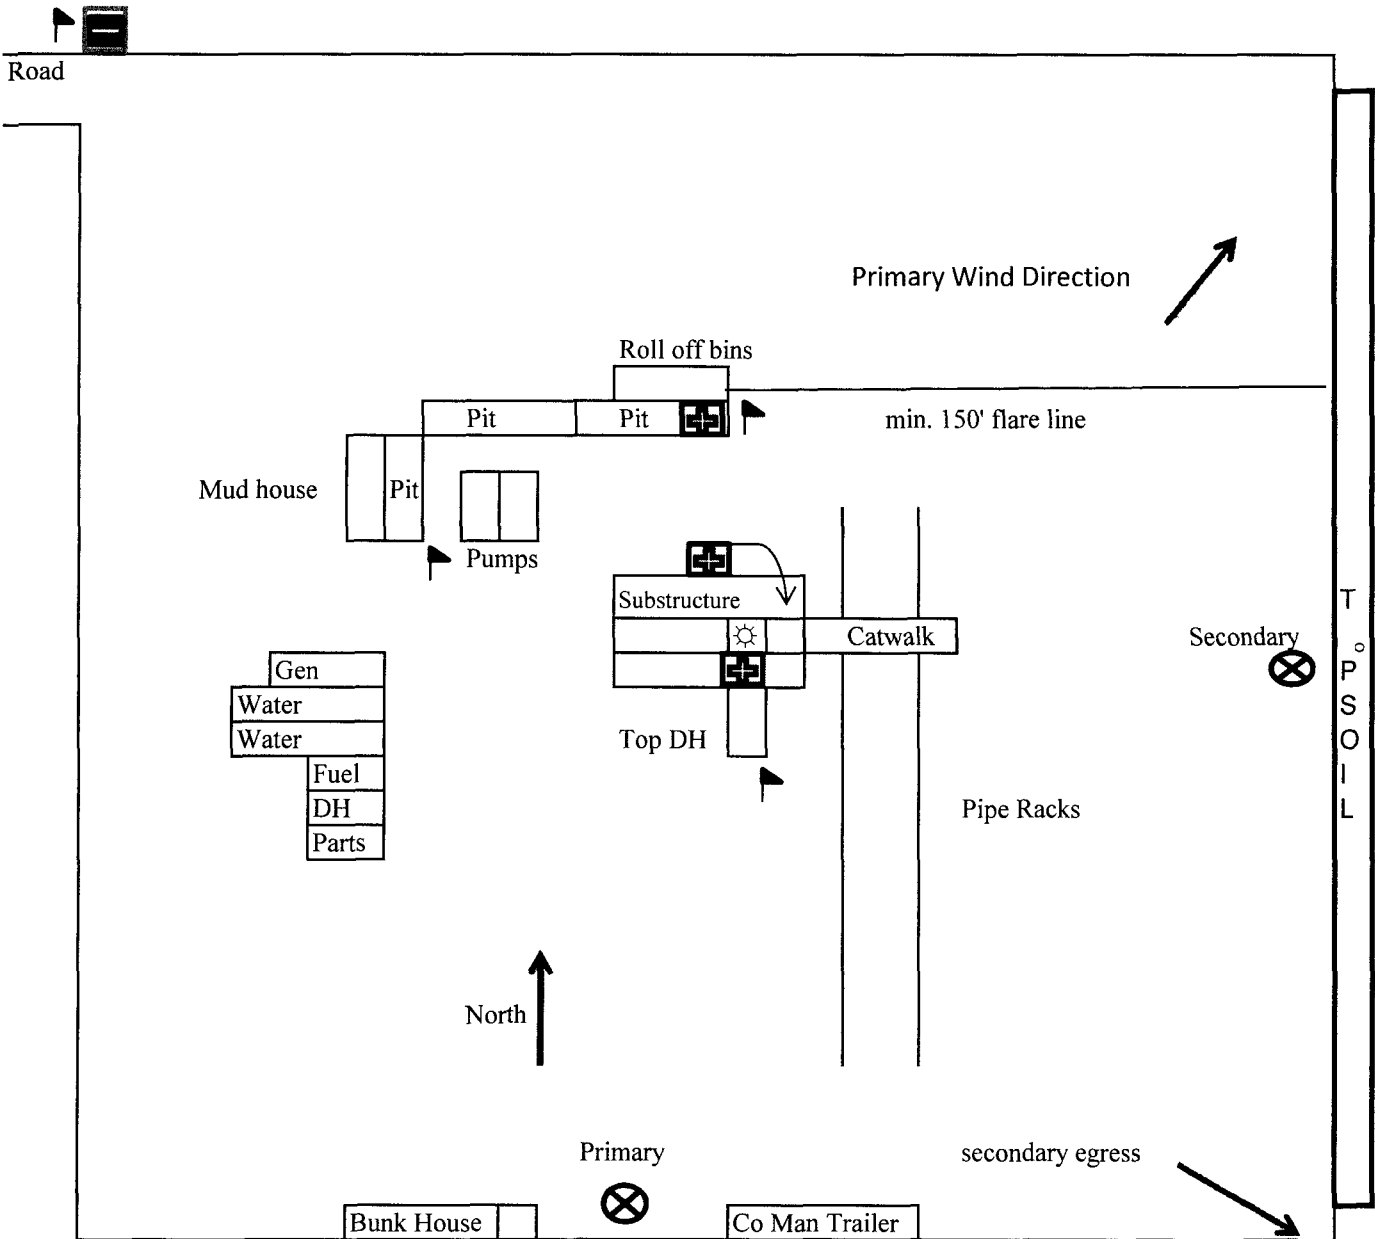 Road
Primary Wind Direction
Roll off bins
Pit
Pit
min. 150' flare line
Mud house
Pit
Pumps
Substructure
Catwalk
Secondary
Gen
Water
Water
Top DH
Fuel
DH
Parts
Pipe Racks
ToPSOIL
North
Primary
secondary egress
Bunk House
Co Man Trailer